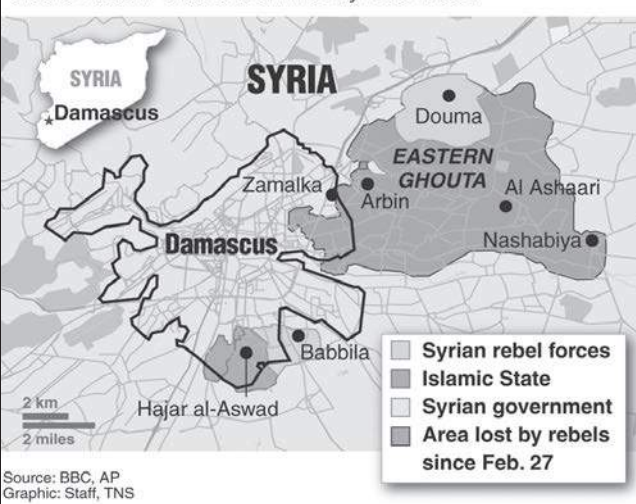 SYRIA
Damascus
SYRIA
Douma
EASTERN
GHOUTA
Zamalka
Arbin
Al Ashaari
Nashabiya
Damascus
Babbila
Hajar al-Aswad
2 km
2 miles
Syrian rebel forces
Islamic State
Syrian government
Area lost by rebels
since Feb. 27
Source: BBC, AP
Graphic: Staff, TNS